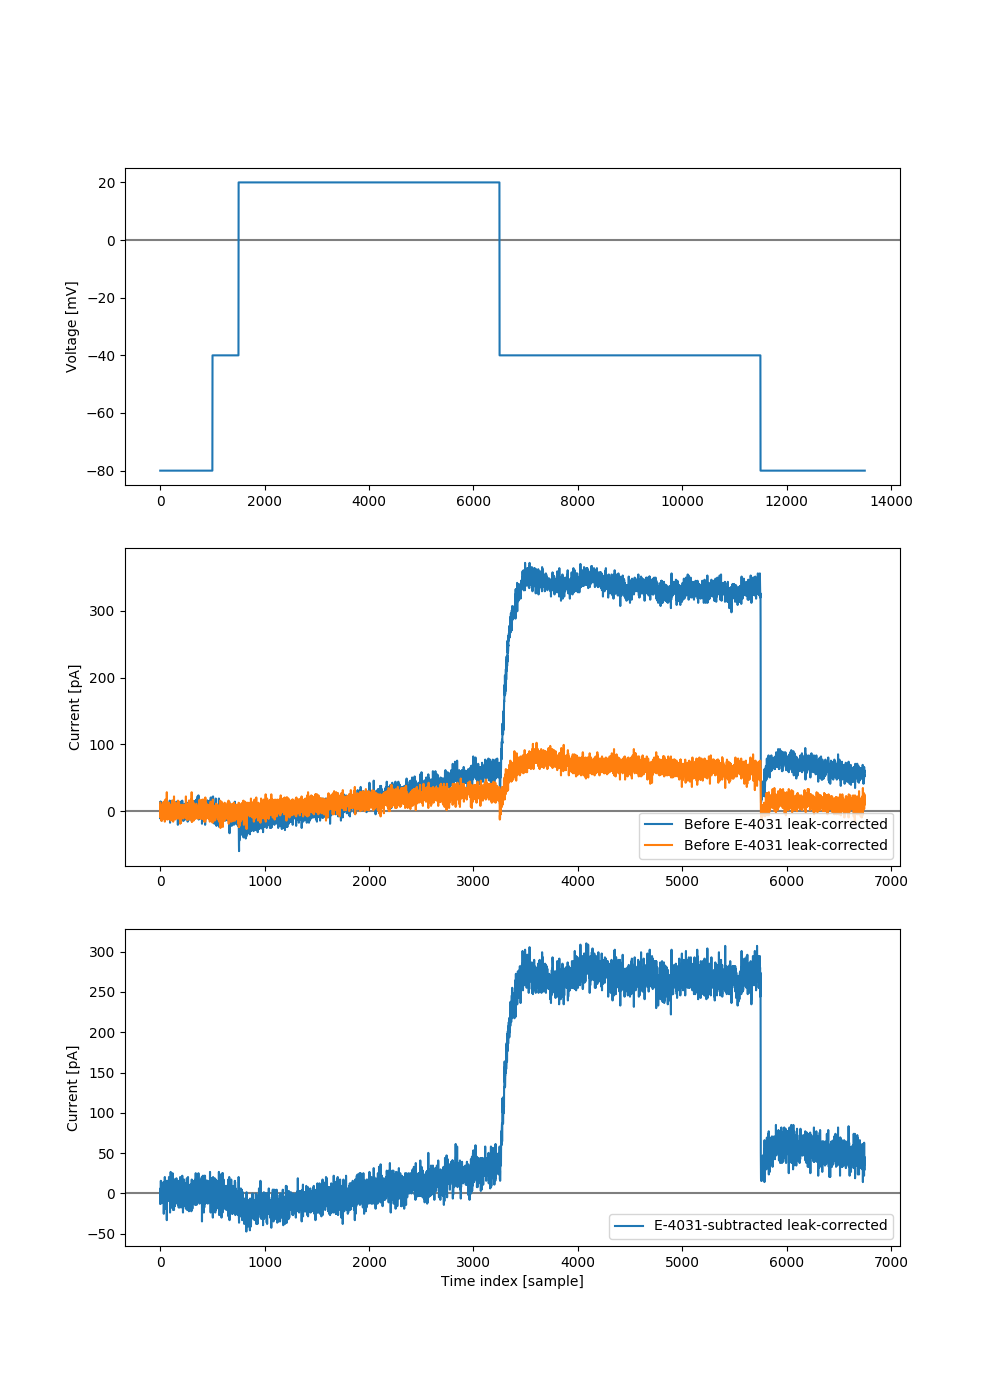 20
0
−20
−40
−60
−80
Voltage [mV]
0 2000 4000 6000 8000 10000 12000 14000
300
200
100
0
Current [pA]
Before E-4031 leak-corrected
Before E-4031 leak-corrected
0 1000 2000 3000 4000 5000 6000 7000
300
250
200
150
100
50
0
−50
Current [pA]
E-4031-subtracted leak-corrected
0 1000 2000 3000 4000 5000 6000 7000
Time index [sample]